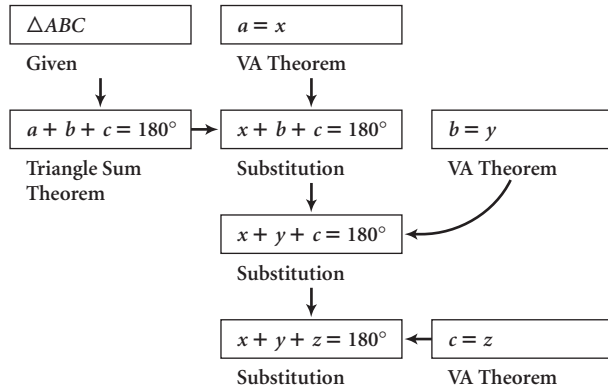 △ABC
Given
a = x
VA Theorem
a + b + c = 180°
Triangle Sum
Theorem
x + b + c = 180°
Substitution
b = y
VA Theorem
x + y + c = 180°
Substitution
x + y + z = 180°
Substitution
c = z
VA Theorem